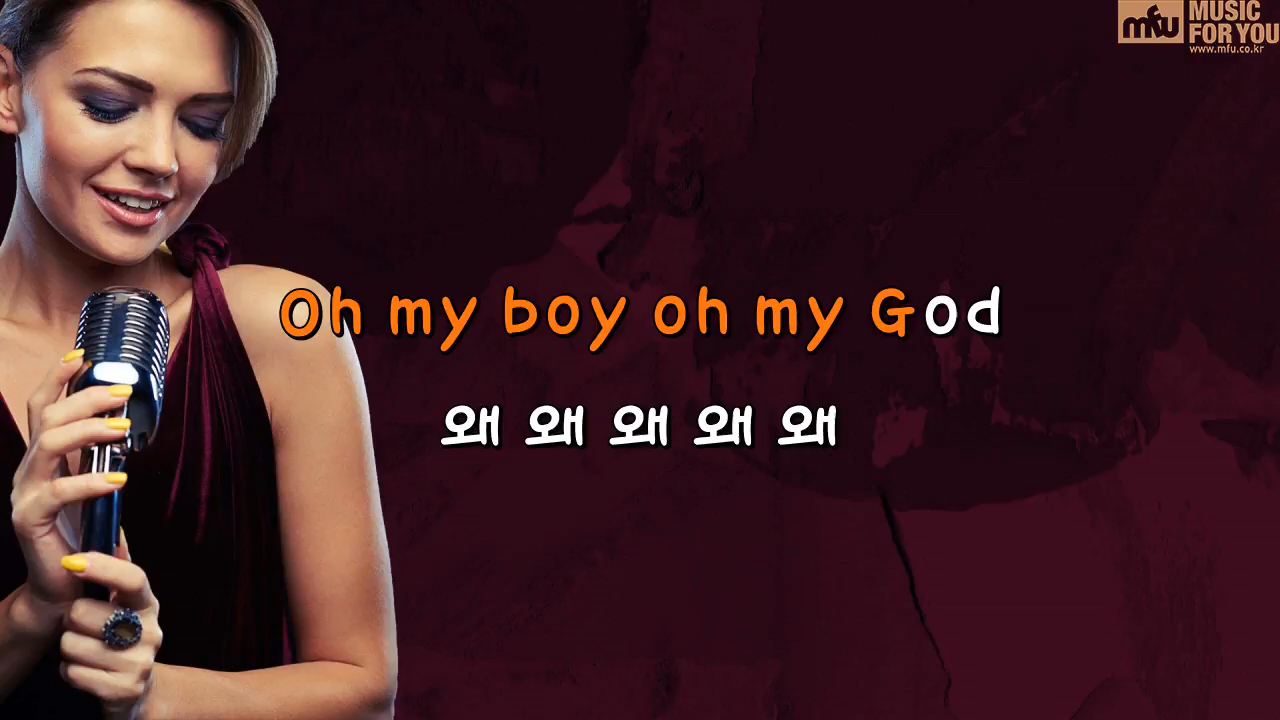 mfu MUSIC
FOR YOU
www.mfu.co.kr
Oh my boy oh my God
왜 왜 왜 왜 왜